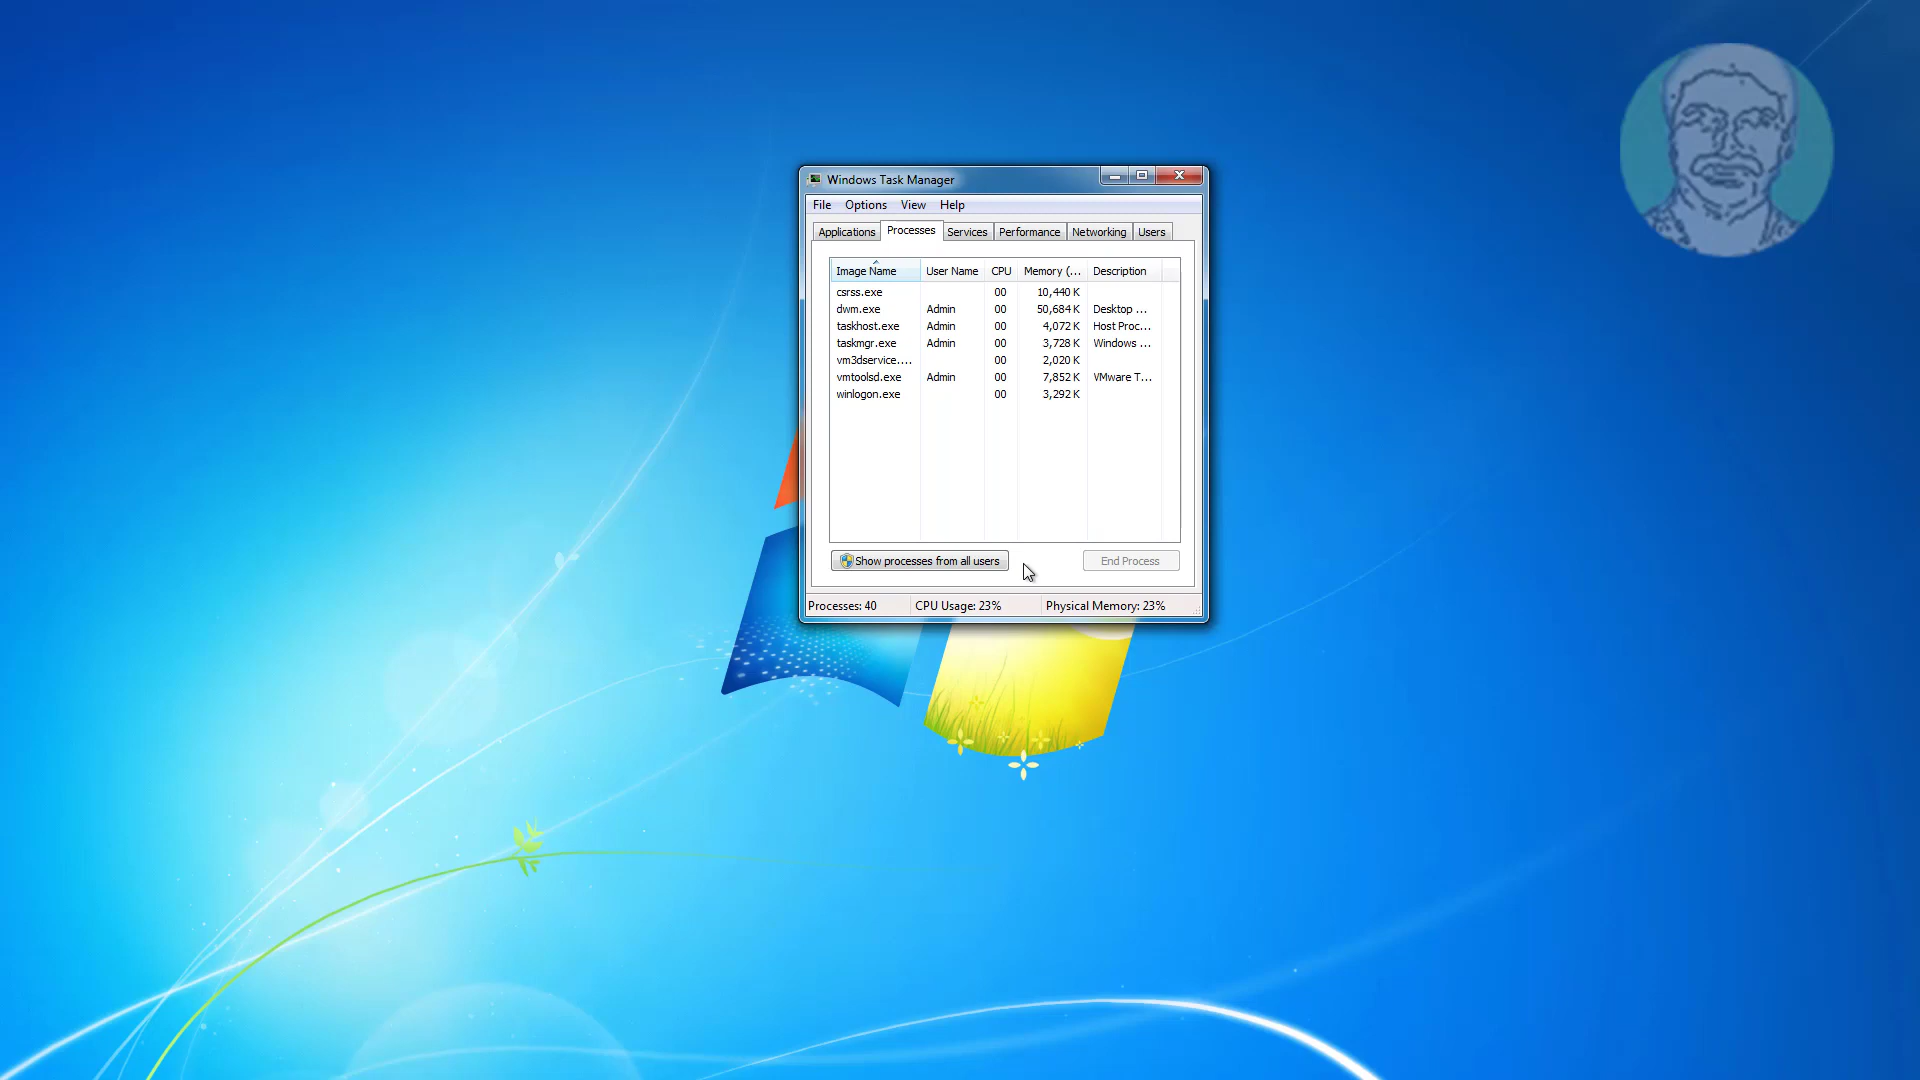 Windows Task Manager
File Options View Help
Applications Processes Services Performance Networking Users
Image Name User Name CPU Memory (... Description
csrss.exe 00 10,440 K
dwm.exe Admin 00 50,684 K Desktop ...
taskhost.exe Admin 00 4,072 K Host Proc...
taskmgr.exe Admin 00 3,728 K Windows ...
vm3dservice.... 00 2,020 K
vmtoolsd.exe Admin 00 7,852 K VMware T...
winlogon.exe 00 3,292 K
Show processes from all users End Process
Processes: 40 CPU Usage: 23% Physical Memory: 23%